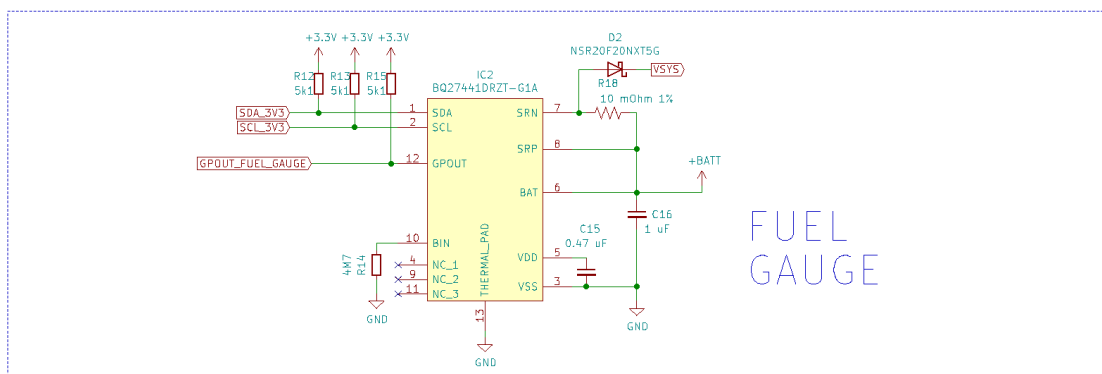 D2
NSR20F20NXT5G
VSYS
+3.3V +3.3V +3.3V
R12 R13 R15
5k1 5k1 5k1
IC2
BQ27441DRZT-G1A
R18
10 mOhm 1%
SDA_3V3 1 SDA SRN 7
SCL_3V3 2 SCL
SRP 8
GPOUT_FUEL_GAUGE 12 GPOUT
+BATT
BAT 6
C16
1 uF
C15
0.47 uF
FUEL
GAUGE
10 BIN
4M7 R14
4 NC_1
9 NC_2
11 NC_3
VDD 5
VSS 3
THERMAL_PAD
13
GND
GND
GND